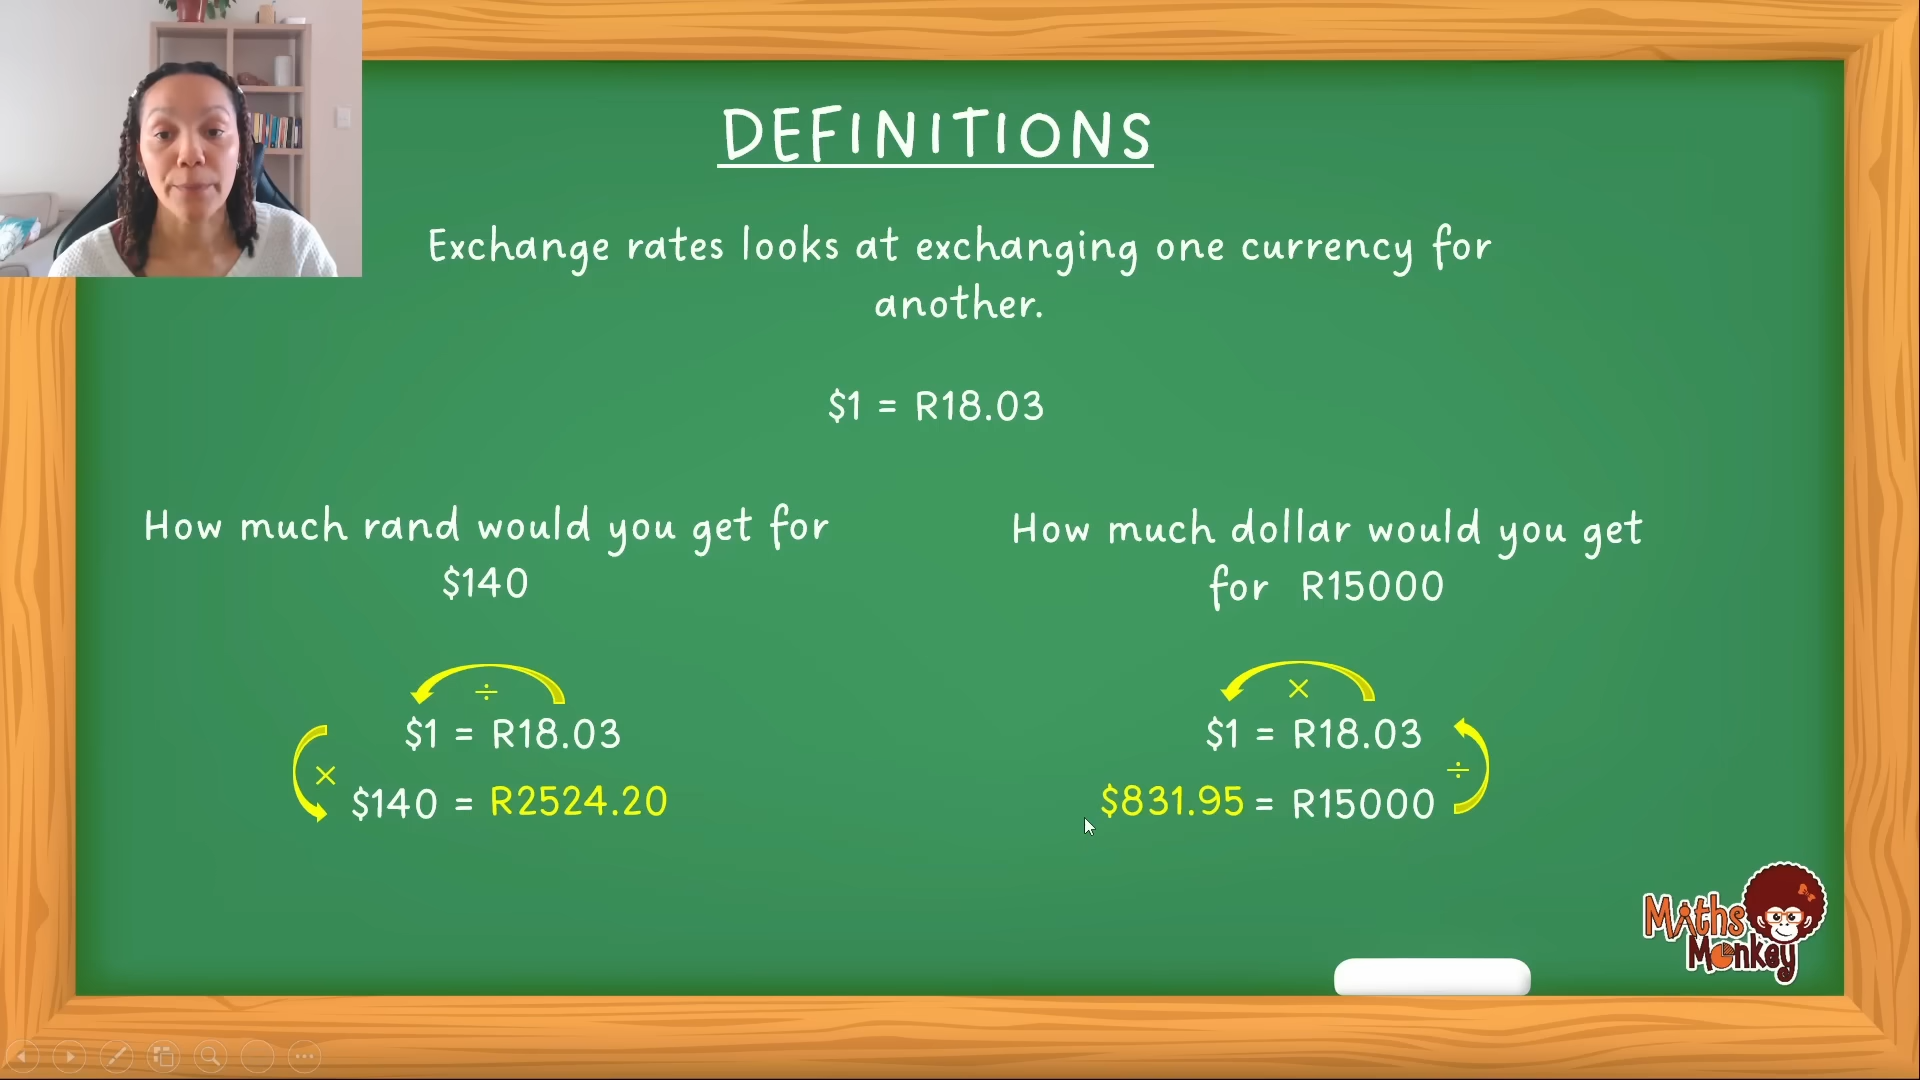 DEFINITIONS
Exchange rates looks at exchanging one currency for
another.
$1 = R18.03
How much rand would you get for
$140
÷
$1 = R18.03
×
$140 = R2524.20
How much dollar would you get
for R15000
×
$1 = R18.03
÷
$831.95 = R15000
Maths
Monkey